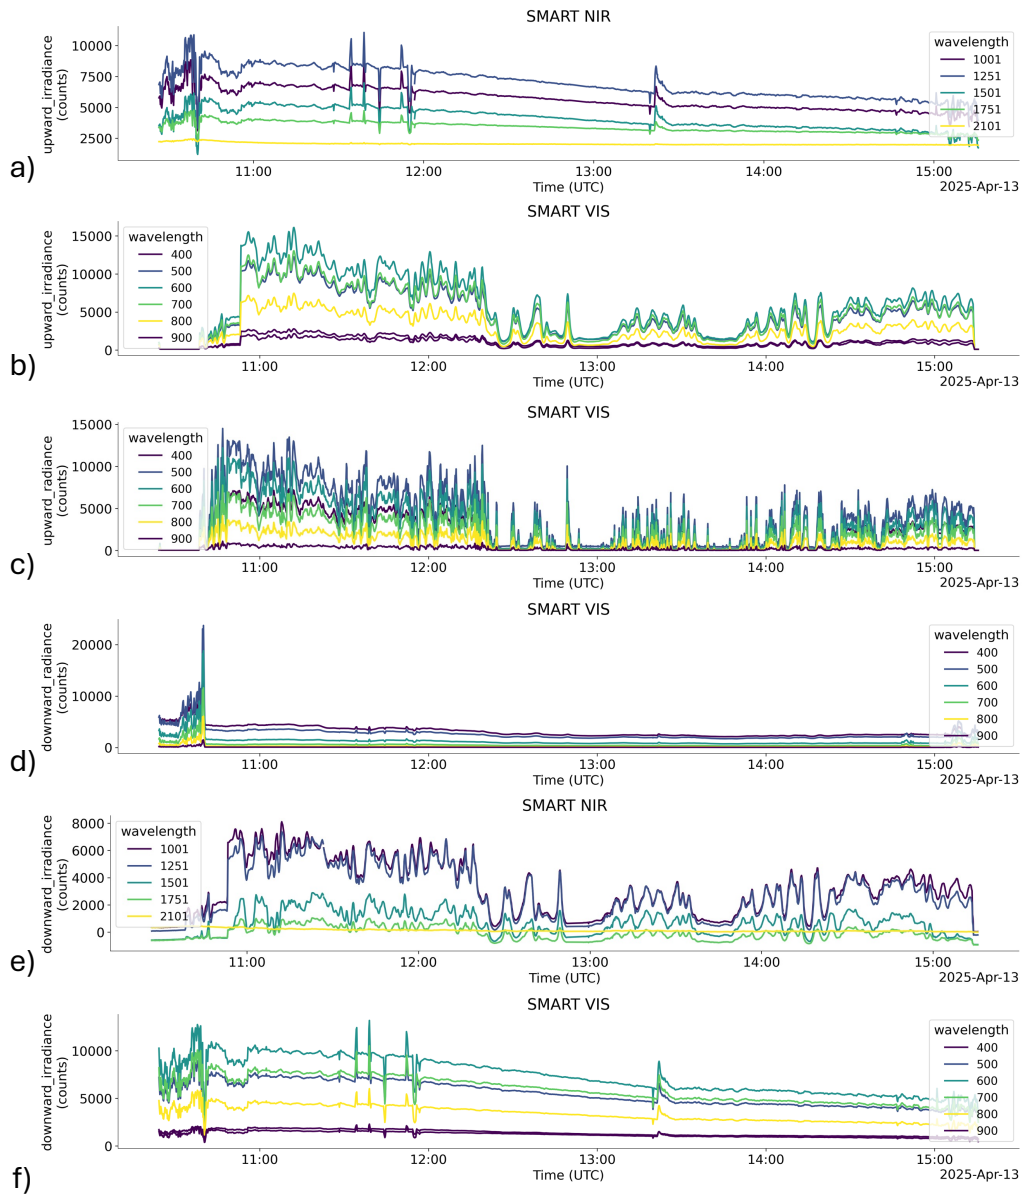 SMART NIR
upward_irradiance
(counts)
10000
7500
5000
2500
wavelength
1001
1251
1501
1751
2101
11:00
12:00
13:00
14:00
15:00
Time (UTC)
2025-Apr-13
a)
SMART VIS
upward_irradiance
(counts)
15000
10000
5000
0
wavelength
400
500
600
700
800
900
11:00
12:00
13:00
14:00
15:00
Time (UTC)
2025-Apr-13
b)
SMART VIS
upward_radiance
(counts)
15000
10000
5000
0
wavelength
400
500
600
700
800
900
11:00
12:00
13:00
14:00
15:00
Time (UTC)
2025-Apr-13
c)
SMART VIS
downward_radiance
(counts)
20000
10000
0
wavelength
400
500
600
700
800
900
11:00
12:00
13:00
14:00
15:00
Time (UTC)
2025-Apr-13
d)
SMART NIR
downward_irradiance
(counts)
8000
6000
4000
2000
0
wavelength
1001
1251
1501
1751
2101
11:00
12:00
13:00
14:00
15:00
Time (UTC)
2025-Apr-13
e)
SMART VIS
downward_irradiance
(counts)
10000
5000
0
wavelength
400
500
600
700
800
900
11:00
12:00
13:00
14:00
15:00
Time (UTC)
2025-Apr-13
f)